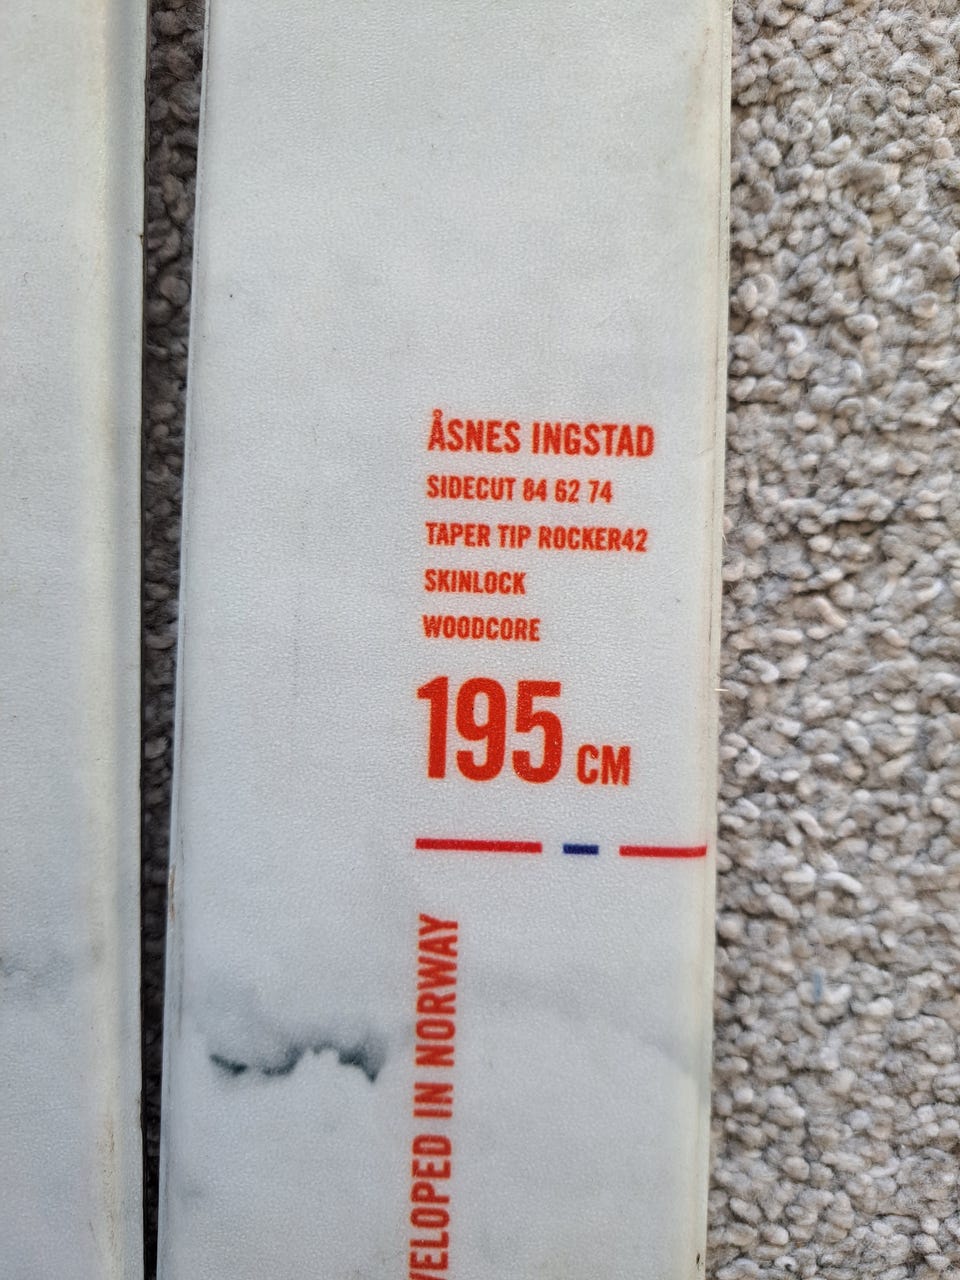 ÅSNES INGSTAD
SIDECUT 84 62 74
TAPER TIP ROCKER42
SKINLOCK
WOODCORE
195 CM
VELOPED IN NORWAY